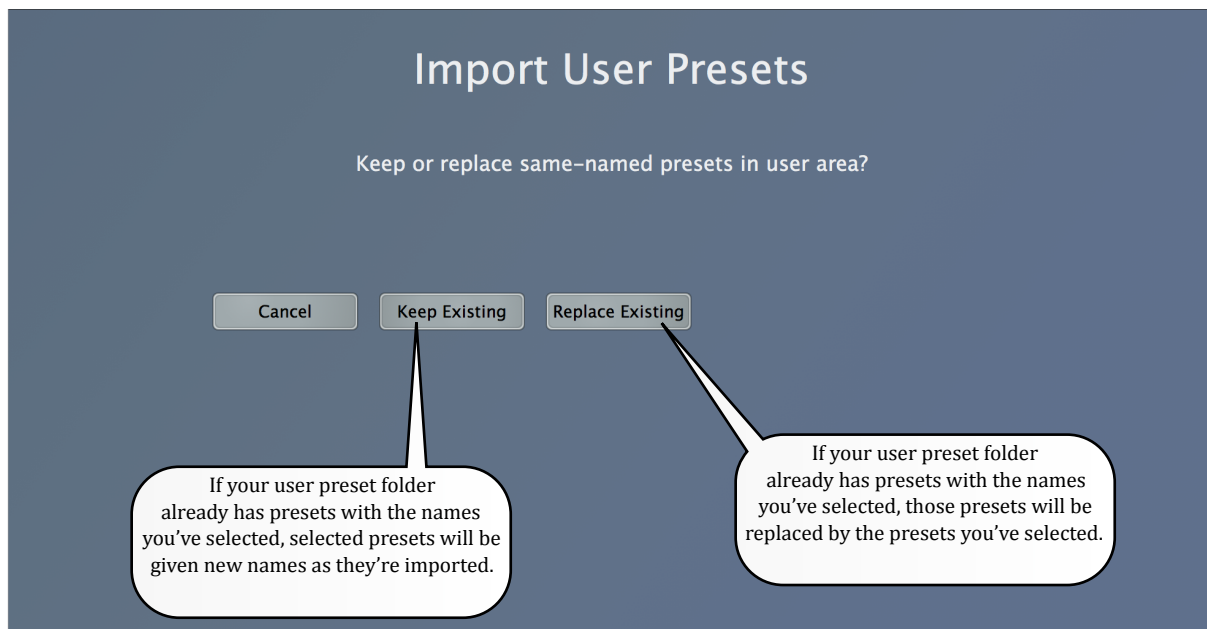 Import User Presets
Keep or replace same-named presets in user area?
Cancel
Keep Existing
Replace Existing
If your user preset folder
already has presets with the names
you’ve selected, selected presets will be
given new names as they’re imported.
If your user preset folder
already has presets with the names
you’ve selected, those presets will be
replaced by the presets you’ve selected.